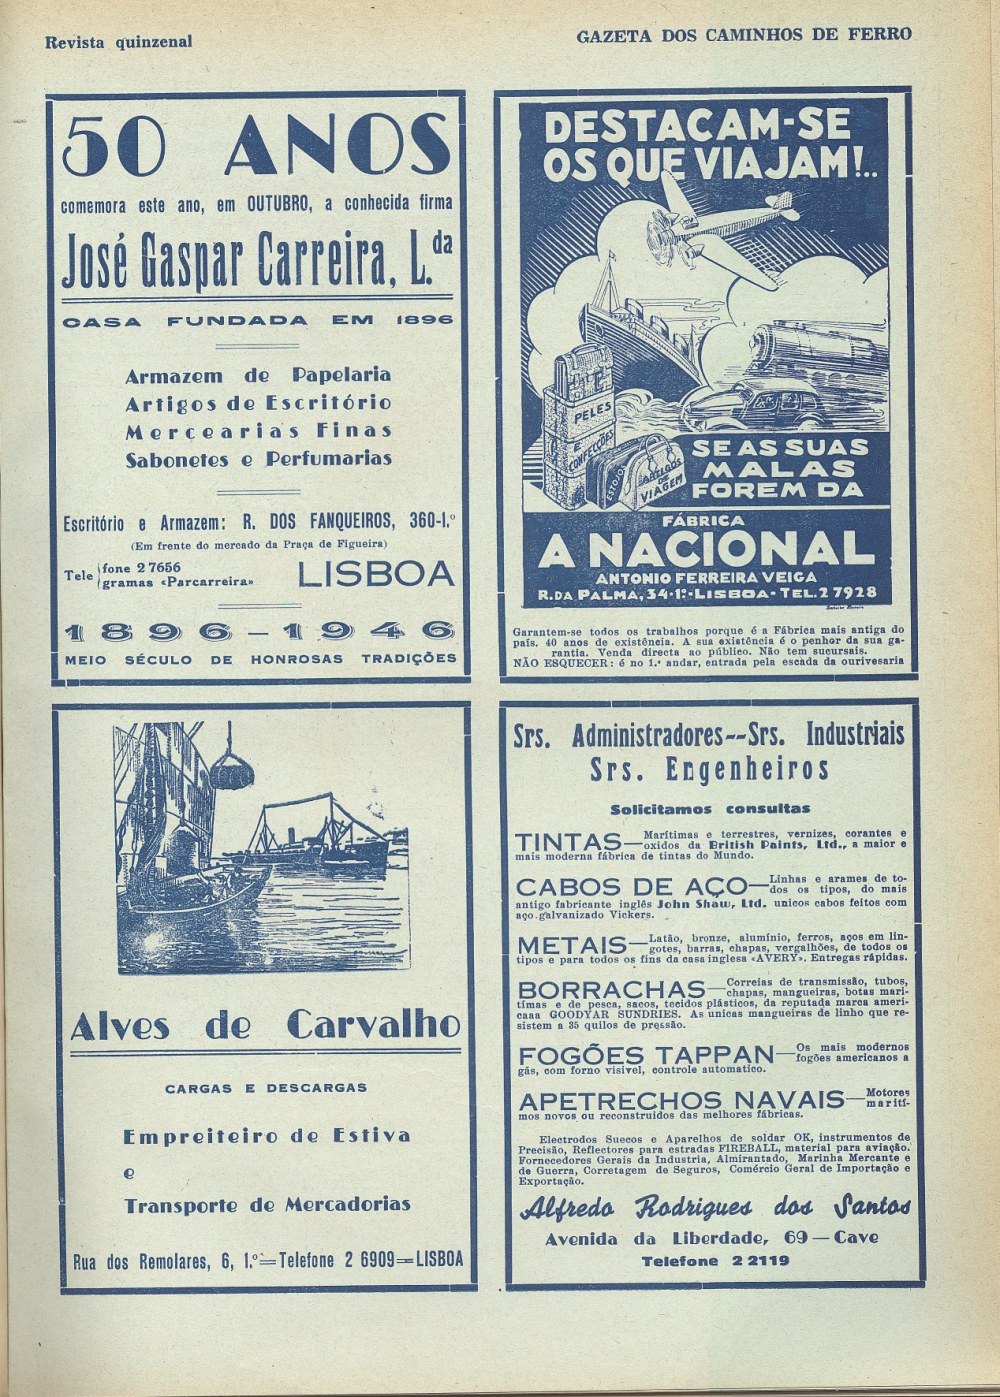 Revista quinzenal
GAZETA DOS CAMINHOS DE FERRO
50 ANOS
comemora este ano, em OUTUBRO, a conhecida firma
José Gaspar Carreira, L.da
CASA FUNDADA EM 1896
Armazem de Papelaria
Artigos de Escritório
Mercearias Finas
Sabonetes e Perfumarias
Escritório e Armazem: R. DOS FANQUEIROS, 360-1.º
(Em frente do mercado da Praça de Figueira)
Tele fone 2 7656
gramas «Parcarreira»
LISBOA
1896-1946
MEIO SÉCULO DE HONROSAS TRADIÇÕES
DESTACAM-SE
OS QUE VIAJAM!..
PELES
E
CONFECÇÕES
ESTOJOS
ARTIGOS
DE
VIAGEM
SE AS SUAS
MALAS
FOREM DA
FÁBRICA
A NACIONAL
ANTONIO FERREIRA VEIGA
R. DA PALMA, 34-1.º-LISBOA-TEL. 2 7928
Garantem-se todos os trabalhos porque é a Fábrica mais antiga do
país. 40 anos de existência. A sua existência é o penhor da sua ga-
rantia. Venda directa ao público. Não tem sucursais.
NÃO ESQUECER: é no 1.º andar, entrada pela escada da ourivesaria
Alves de Carvalho
CARGAS E DESCARGAS
Empreiteiro de Estiva
e
Transporte de Mercadorias
Rua dos Remolares, 6, 1.º=Telefone 2 6909=LISBOA
Srs. Administradores--Srs. Industriais
Srs. Engenheiros
Solicitamos consultas
TINTAS—Marítimas e terrestres, vernizes, corantes e
oxidos da British Paints, Ltd., a maior e
mais moderna fábrica de tintas do Mundo.
CABOS DE AÇO—Linhas e arames de to-
dos os tipos, do mais
antigo fabricante inglês John Shaw, Ltd. unicos cabos feitos com
aço galvanizado Vickers.
METAIS—Latão, bronze, alumínio, ferros, aços em lin-
gotes, barras, chapas, vergalhões, de todos os
tipos e para todos os fins da casa inglesa «AVERY». Entregas rápidas.
BORRACHAS—Correias de transmissão, tubos,
chapas, mangueiras, botas marí-
timas e de pesca, sacos, tecidos plásticos, da reputada marca ameri-
caaa GOODYAR SUNDRIES. As unicas mangueiras de linho que re-
sistem a 35 quilos de pressão.
FOGÕES TAPPAN—Os mais modernos
fogões americanos a
gás, com forno visivel, controle automatico.
APETRECHOS NAVAIS—Motores
maríti-
mos novos ou reconstruidos das melhores fábricas.
Electrodos Suecos e Aparelhos de soldar OK, instrumentos de
Precisão, Reflectores para estradas FIREBALL, material para aviação.
Fornecedores Gerais da Industria, Almirantado, Marinha Mercante e
de Guerra, Corretagem de Seguros, Comércio Geral de Importação e
Exportação.
Alfredo Rodrigues dos Santos
Avenida da Liberdade, 69 — Cave
Telefone 2 2119